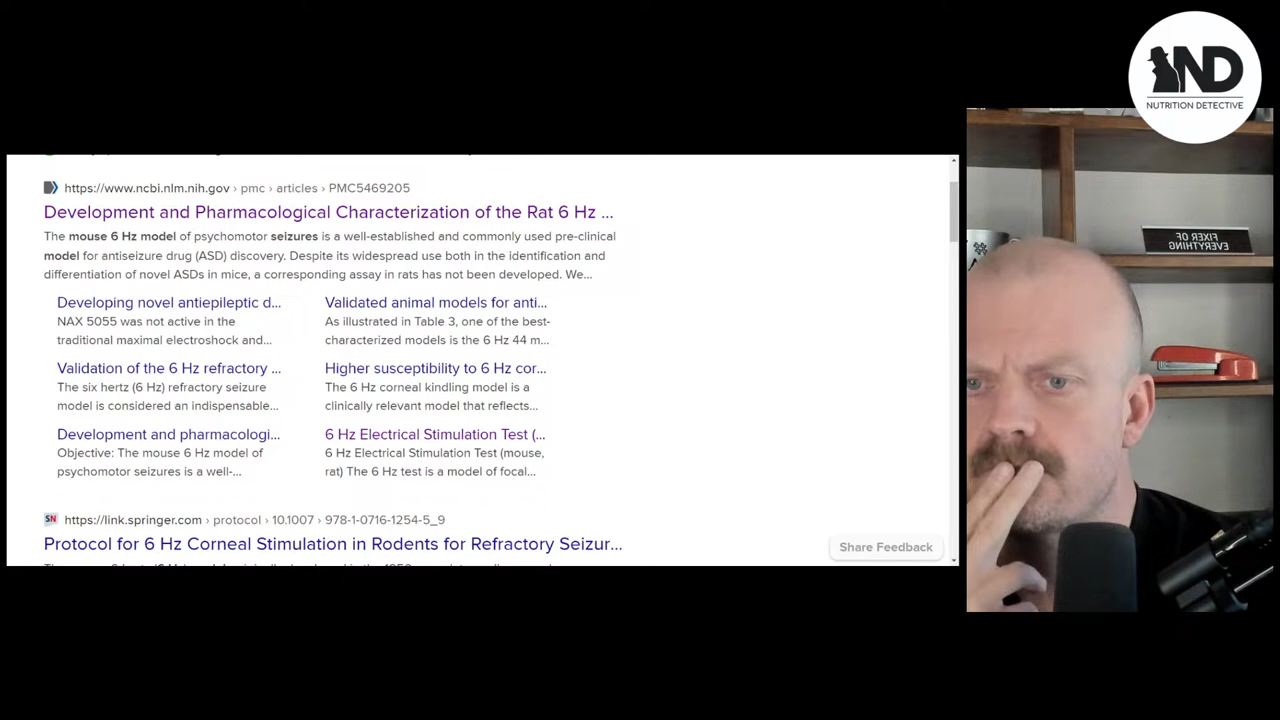 ND
NUTRITION DETECTIVE
https://www.ncbi.nlm.nih.gov › pmc › articles › PMC5469205
Development and Pharmacological Characterization of the Rat 6 Hz ...
The mouse 6 Hz model of psychomotor seizures is a well-established and commonly used pre-clinical
model for antiseizure drug (ASD) discovery. Despite its widespread use both in the identification and
differentiation of novel ASDs in mice, a corresponding assay in rats has not been developed. We...
Developing novel antiepileptic d...
NAX 5055 was not active in the
traditional maximal electroshock and...
Validated animal models for anti...
As illustrated in Table 3, one of the best-
characterized models is the 6 Hz 44 m...
Validation of the 6 Hz refractory ...
The six hertz (6 Hz) refractory seizure
model is considered an indispensable...
Higher susceptibility to 6 Hz cor...
The 6 Hz corneal kindling model is a
clinically relevant model that reflects...
Development and pharmacologi...
Objective: The mouse 6 Hz model of
psychomotor seizures is a well-...
6 Hz Electrical Stimulation Test (...
6 Hz Electrical Stimulation Test (mouse,
rat) The 6 Hz test is a model of focal...
SN
https://link.springer.com › protocol › 10.1007 › 978-1-0716-1254-5_9
Protocol for 6 Hz Corneal Stimulation in Rodents for Refractory Seizur...
Share Feedback
FIXER OF
EVERYTHING